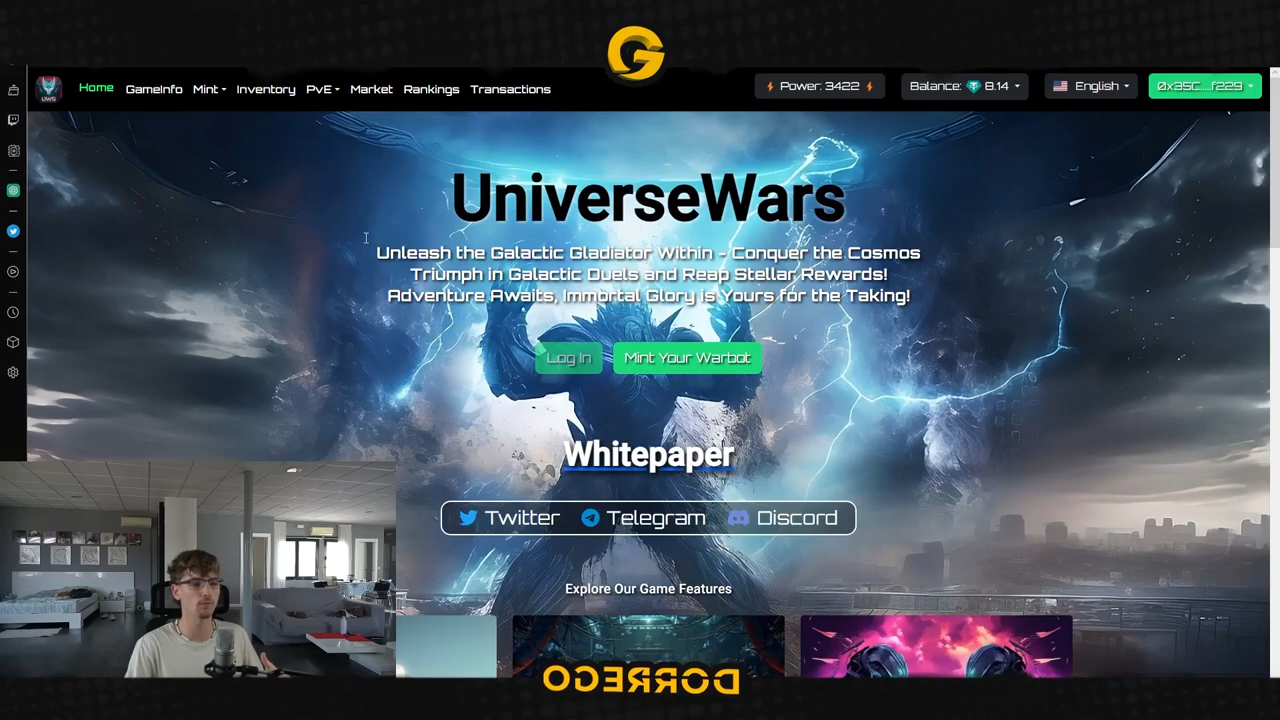 G
Home GameInfo Mint Inventory PvE Market Rankings Transactions Power: 3422 Balance: 8.14 English 0x35C....f229
UWS
UniverseWars
Unleash the Galactic Gladiator Within - Conquer the Cosmos
Triumph in Galactic Duels and Reap Stellar Rewards!
Adventure Awaits, Immortal Glory is Yours for the Taking!
Log In Mint Your Warbot
Whitepaper
Twitter Telegram Discord
Explore Our Game Features
DORREGO